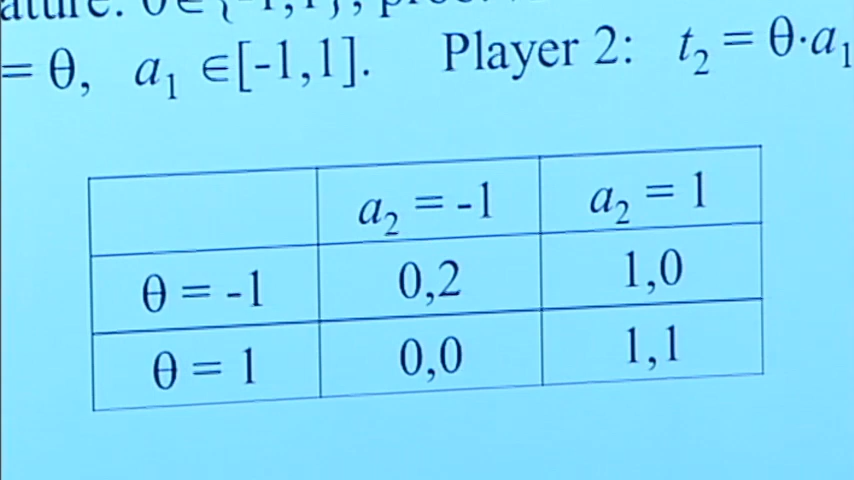 = θ, a₁ ∈[-1,1]. Player 2: t₂ = θ·a₁
a₂ = -1 a₂ = 1
θ = -1 0,2 1,0
θ = 1 0,0 1,1